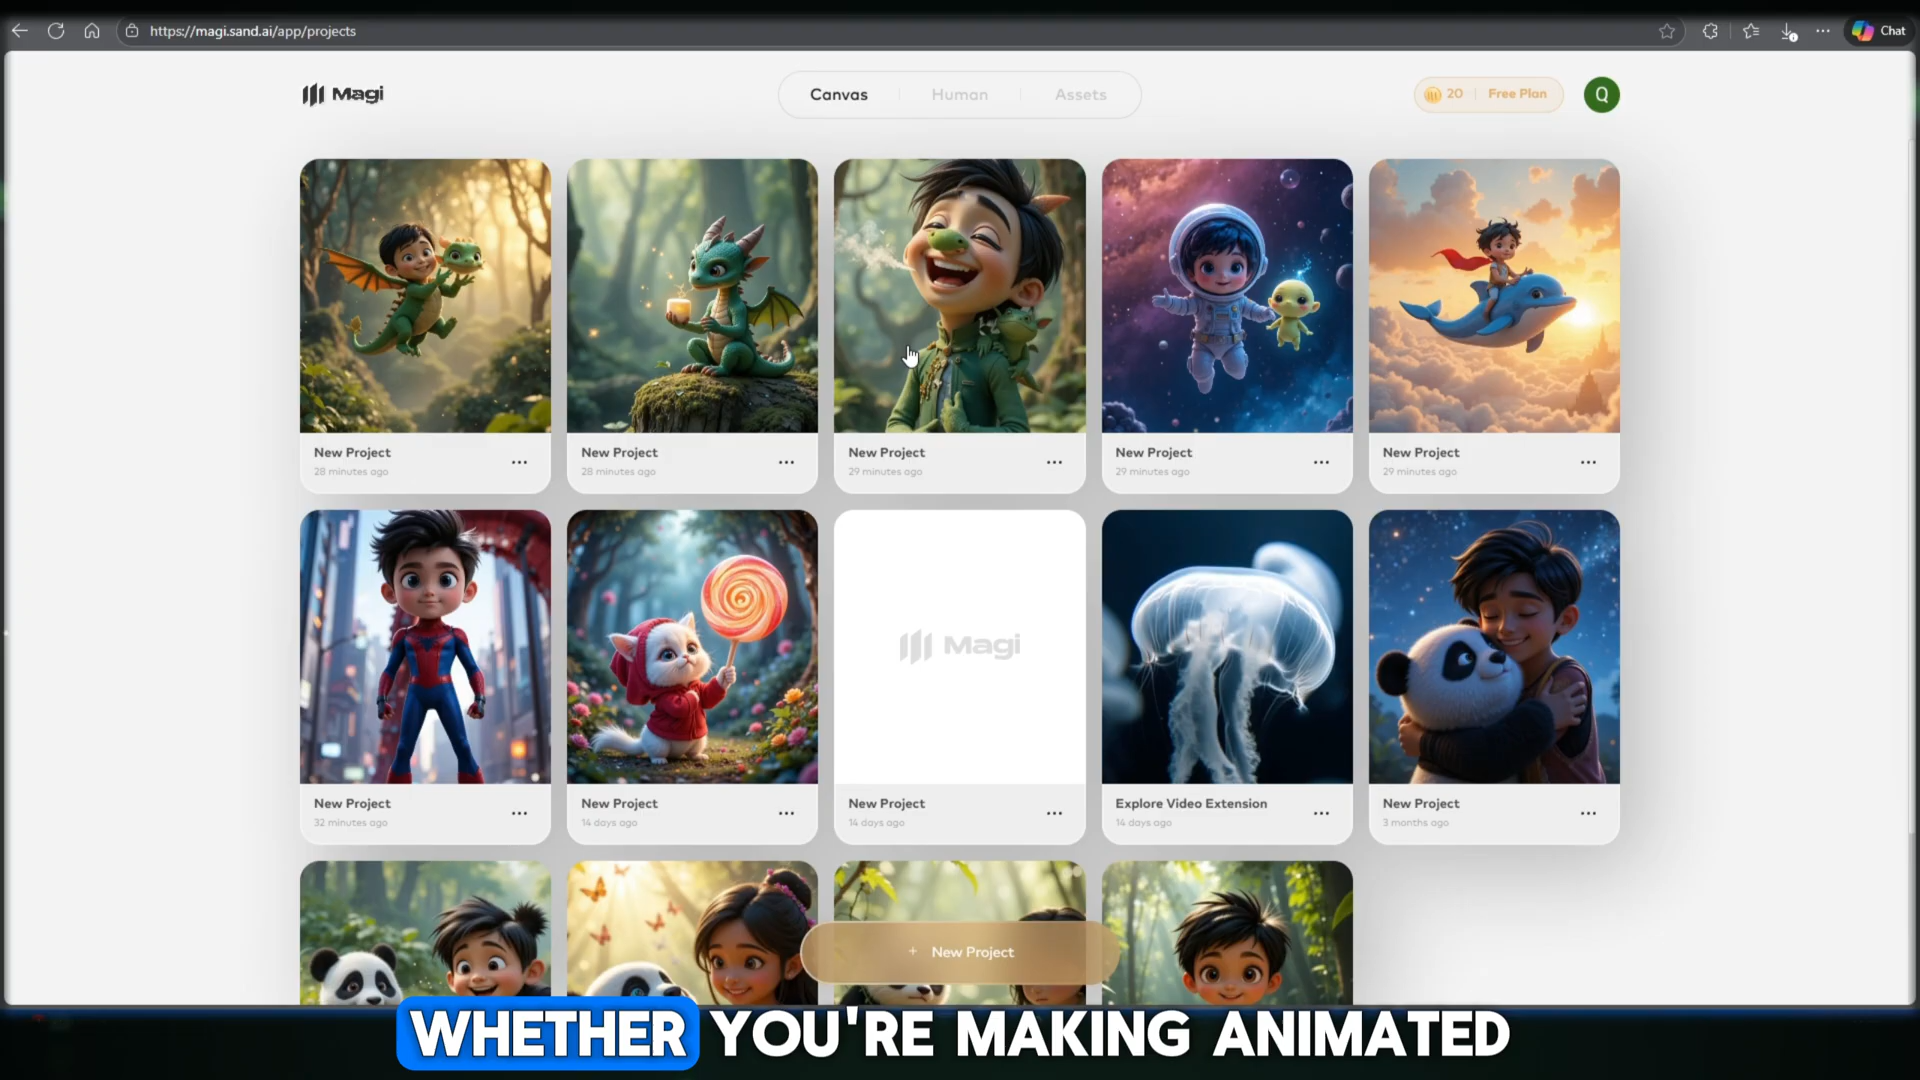 https://magi.sand.ai/app/projects
Chat
Magi
Canvas
Human
Assets
20
Free Plan
Q
New Project
28 minutes ago
New Project
28 minutes ago
New Project
29 minutes ago
New Project
29 minutes ago
New Project
29 minutes ago
Magi
New Project
32 minutes ago
New Project
14 days ago
New Project
14 days ago
Explore Video Extension
14 days ago
New Project
3 months ago
+ New Project
WHETHER YOU'RE MAKING ANIMATED